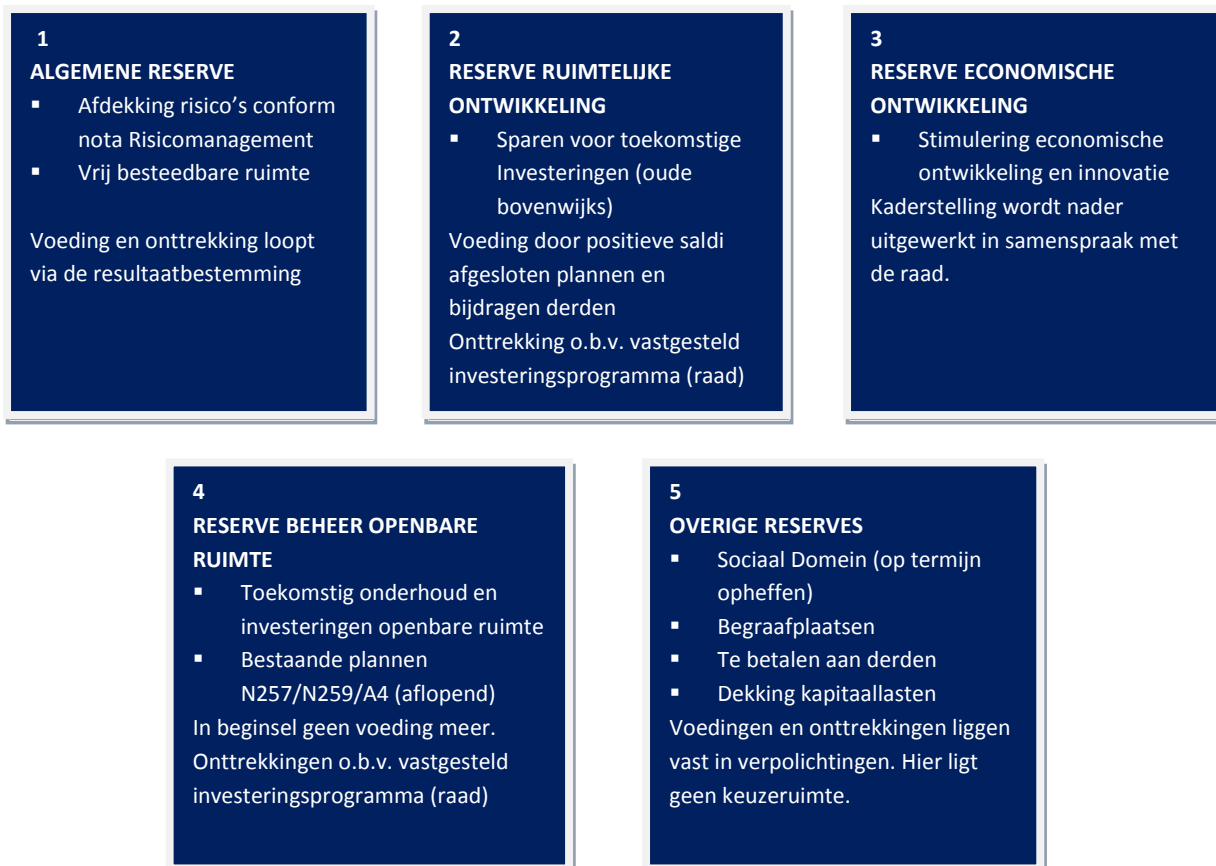 1
ALGEMENE RESERVE
▪ Afdekking risico's conform
nota Risicomanagement
▪ Vrij besteedbare ruimte
Voeding en onttrekking loopt
via de resultaatbestemming
2
RESERVE RUIMTELIJKE
ONTWIKKELING
▪ Sparen voor toekomstige
Investeringen (oude
bovenwijks)
Voeding door positieve saldi
afgesloten plannen en
bijdragen derden
Onttrekking o.b.v. vastgesteld
investeringsprogramma (raad)
3
RESERVE ECONOMISCHE
ONTWIKKELING
▪ Stimulering economische
ontwikkeling en innovatie
Kaderstelling wordt nader
uitgewerkt in samenspraak met
de raad.
4
RESERVE BEHEER OPENBARE
RUIMTE
▪ Toekomstig onderhoud en
investeringen openbare ruimte
▪ Bestaande plannen
N257/N259/A4 (aflopend)
In beginsel geen voeding meer.
Onttrekkingen o.b.v. vastgesteld
investeringsprogramma (raad)
5
OVERIGE RESERVES
▪ Sociaal Domein (op termijn
opheffen)
▪ Begraafplaatsen
▪ Te betalen aan derden
▪ Dekking kapitaallasten
Voedingen en onttrekkingen liggen
vast in verpolichtingen. Hier ligt
geen keuzeruimte.